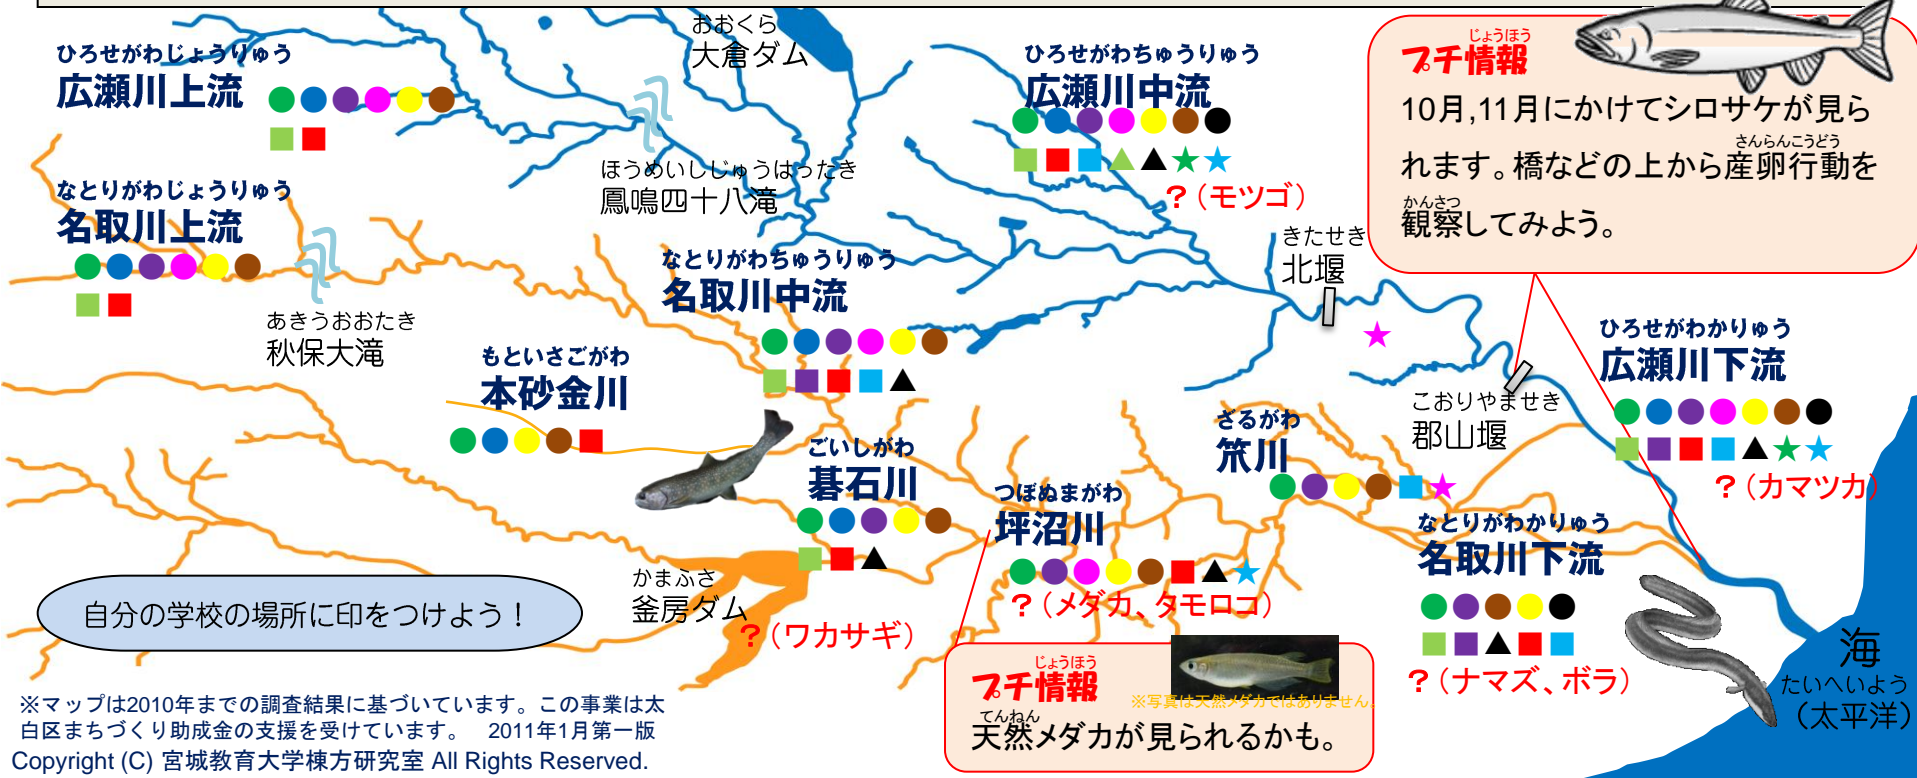 ひろせがわじょうりゅう
広瀬川上流
おおくら
大倉ダム
ひろせがわちゅうりゅう
広瀬川中流
?(モツゴ)
じょうほう
プチ情報
10月,11月にかけてシロサケが見ら
さんらんこうどう
れます。橋などの上から産卵行動を
かんさつ
観察してみよう。
ほうめいしじゅうはったき
鳳鳴四十八滝
なとりがわじょうりゅう
名取川上流
あきうおおたき
秋保大滝
なとりがわちゅうりゅう
名取川中流
きたせき
北堰
もといさごがわ
本砂金川
ごいしがわ
碁石川
つぼぬまがわ
坪沼川
?(メダカ、タモロコ)
ざるがわ
笊川
こおりやませき
郡山堰
ひろせがわかりゅう
広瀬川下流
?(カマツカ)
なとりがわかりゅう
名取川下流
?(ナマズ、ボラ)
かまふさ
釜房ダム
?(ワカサギ)
自分の学校の場所に印をつけよう!
じょうほう
プチ情報
※写真は天然メダカではありません。
てんねん
天然メダカが見られるかも。
海
たいへいよう
(太平洋)
※マップは2010年までの調査結果に基づいています。この事業は太
白区まちづくり助成金の支援を受けています。 2011年1月第一版
Copyright (C) 宮城教育大学棟方研究室 All Rights Reserved.